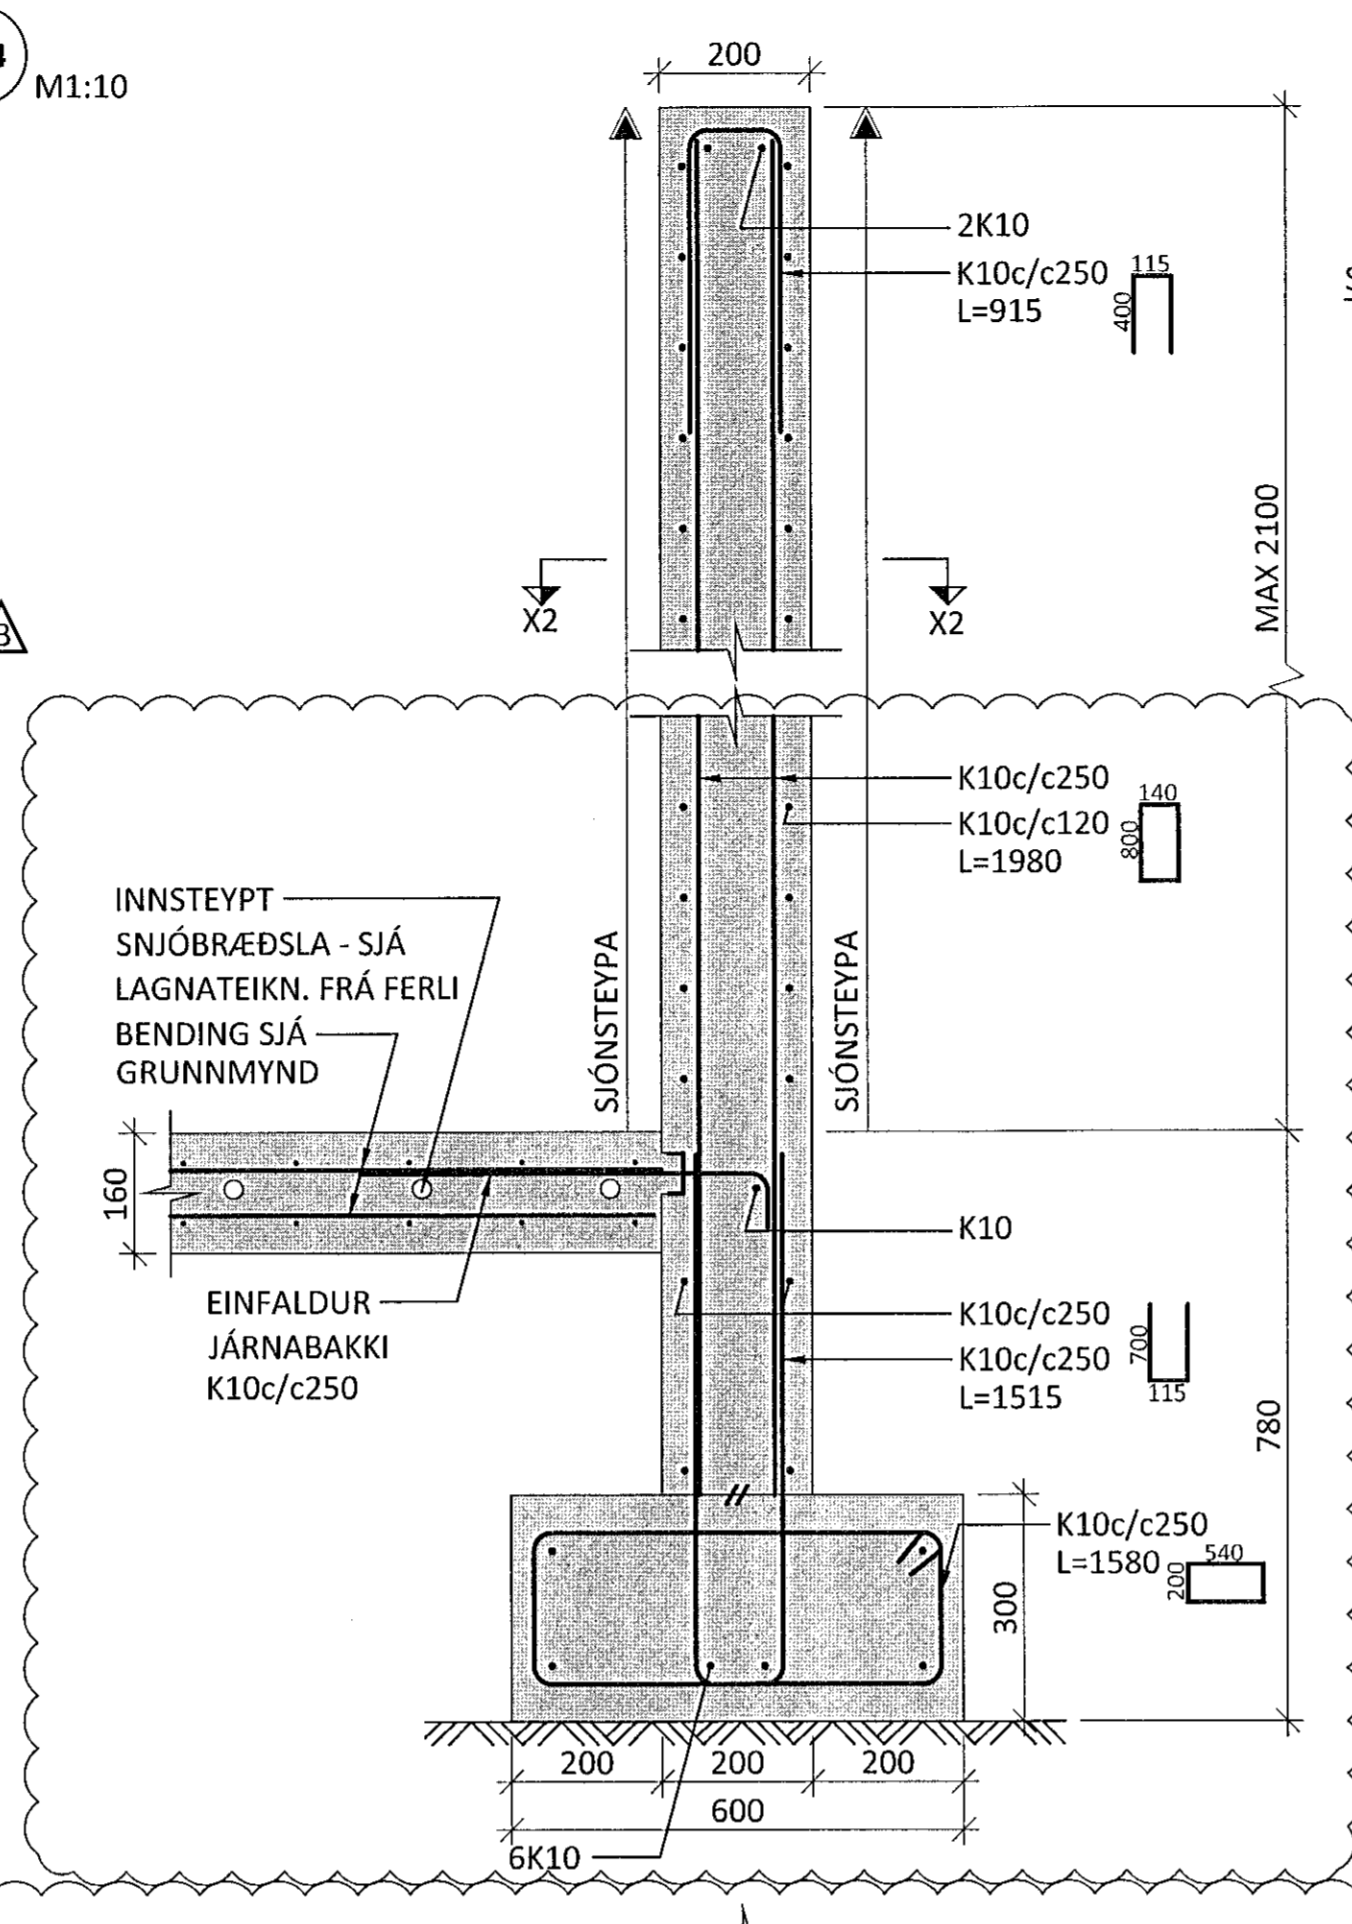 M1:10
200
2K10
K10c/c250
L=915
115
400
MAX 2100
X2
X2
K10c/c250
K10c/c120
L=1980
140
800
INNSTEYPT
SNJÓBRÆÐSLA - SJÁ
LAGNATEIKN. FRÁ FERLI
BENDING SJÁ
GRUNNMYND
SJÓNSTEYPA
SJÓNSTEYPA
160
K10
EINFALDUR
JÁRNABAKKI
K10c/c250
K10c/c250
K10c/c250
L=1515
700
115
780
K10c/c250
L=1580
540
200
300
200
200
200
600
6K10